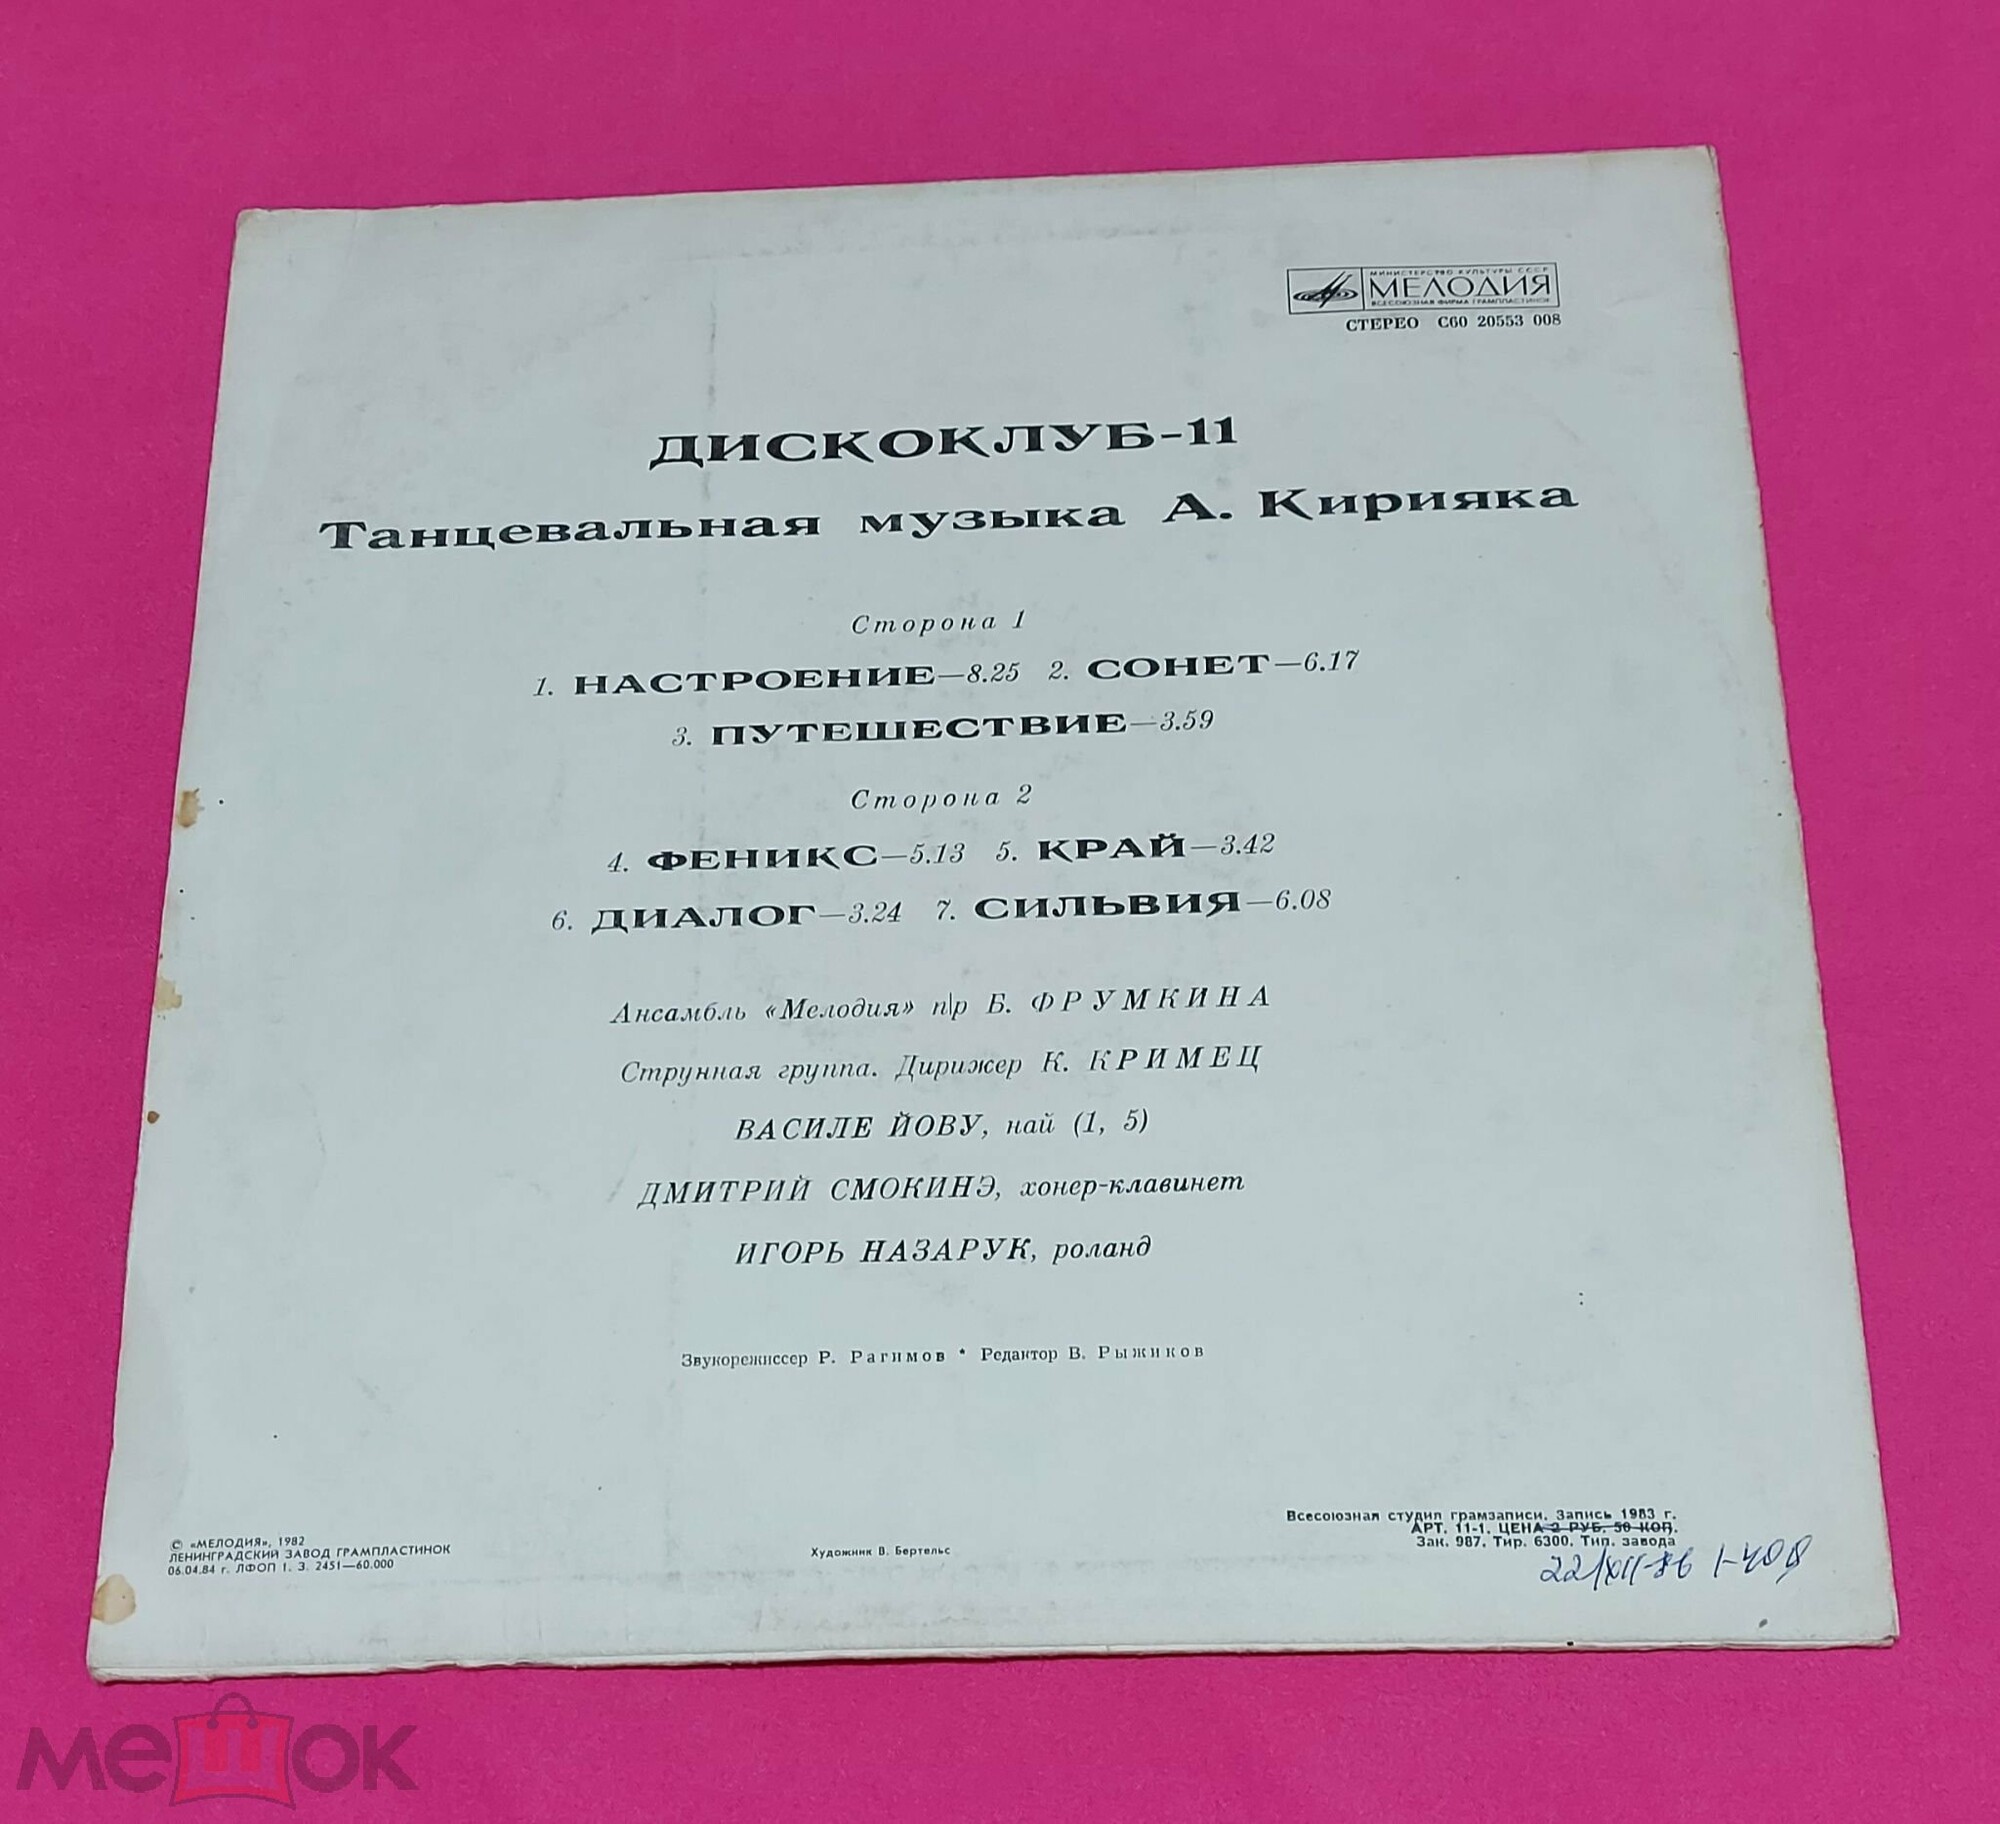 МИНИСТЕРСТВО КУЛЬТУРЫ СССР
МЕЛОДИЯ
ВСЕСОЮЗНАЯ ФИРМА ГРАМПЛАСТИНОК
СТЕРЕО С60 20553 008
ДИСКОКЛУБ-11
Танцевальная музыка А. Кирияка
Сторона 1
1. НАСТРОЕНИЕ—8.25 2. СОНЕТ—6.17
3. ПУТЕШЕСТВИЕ—3.59
Сторона 2
4. ФЕНИКС—5.13 5. КРАЙ—3.42
6. ДИАЛОГ—3.24 7. СИЛЬВИЯ—6.08
Ансамбль «Мелодия» п/р Б. ФРУМКИНА
Струнная группа. Дирижер К. КРИМЕЦ
ВАСИЛЕ ЙОВУ, най (1, 5)
ДМИТРИЙ СМОКИНЭ, хонер-клавинет
ИГОРЬ НАЗАРУК, роланд
Звукорежиссер Р. Рагимов * Редактор В. Рыжиков
© «МЕЛОДИЯ», 1982
ЛЕНИНГРАДСКИЙ ЗАВОД ГРАМПЛАСТИНОК
06.04.84 г. ЛФОП 1. З. 2451—60.000
Художник В. Бертельс
Всесоюзная студия грамзаписи. Запись 1983 г.
АРТ. 11-1. ЦЕНА 2 РУБ. 50 КОП.
Зак. 987. Тир. 6300. Тип. завода
мешок